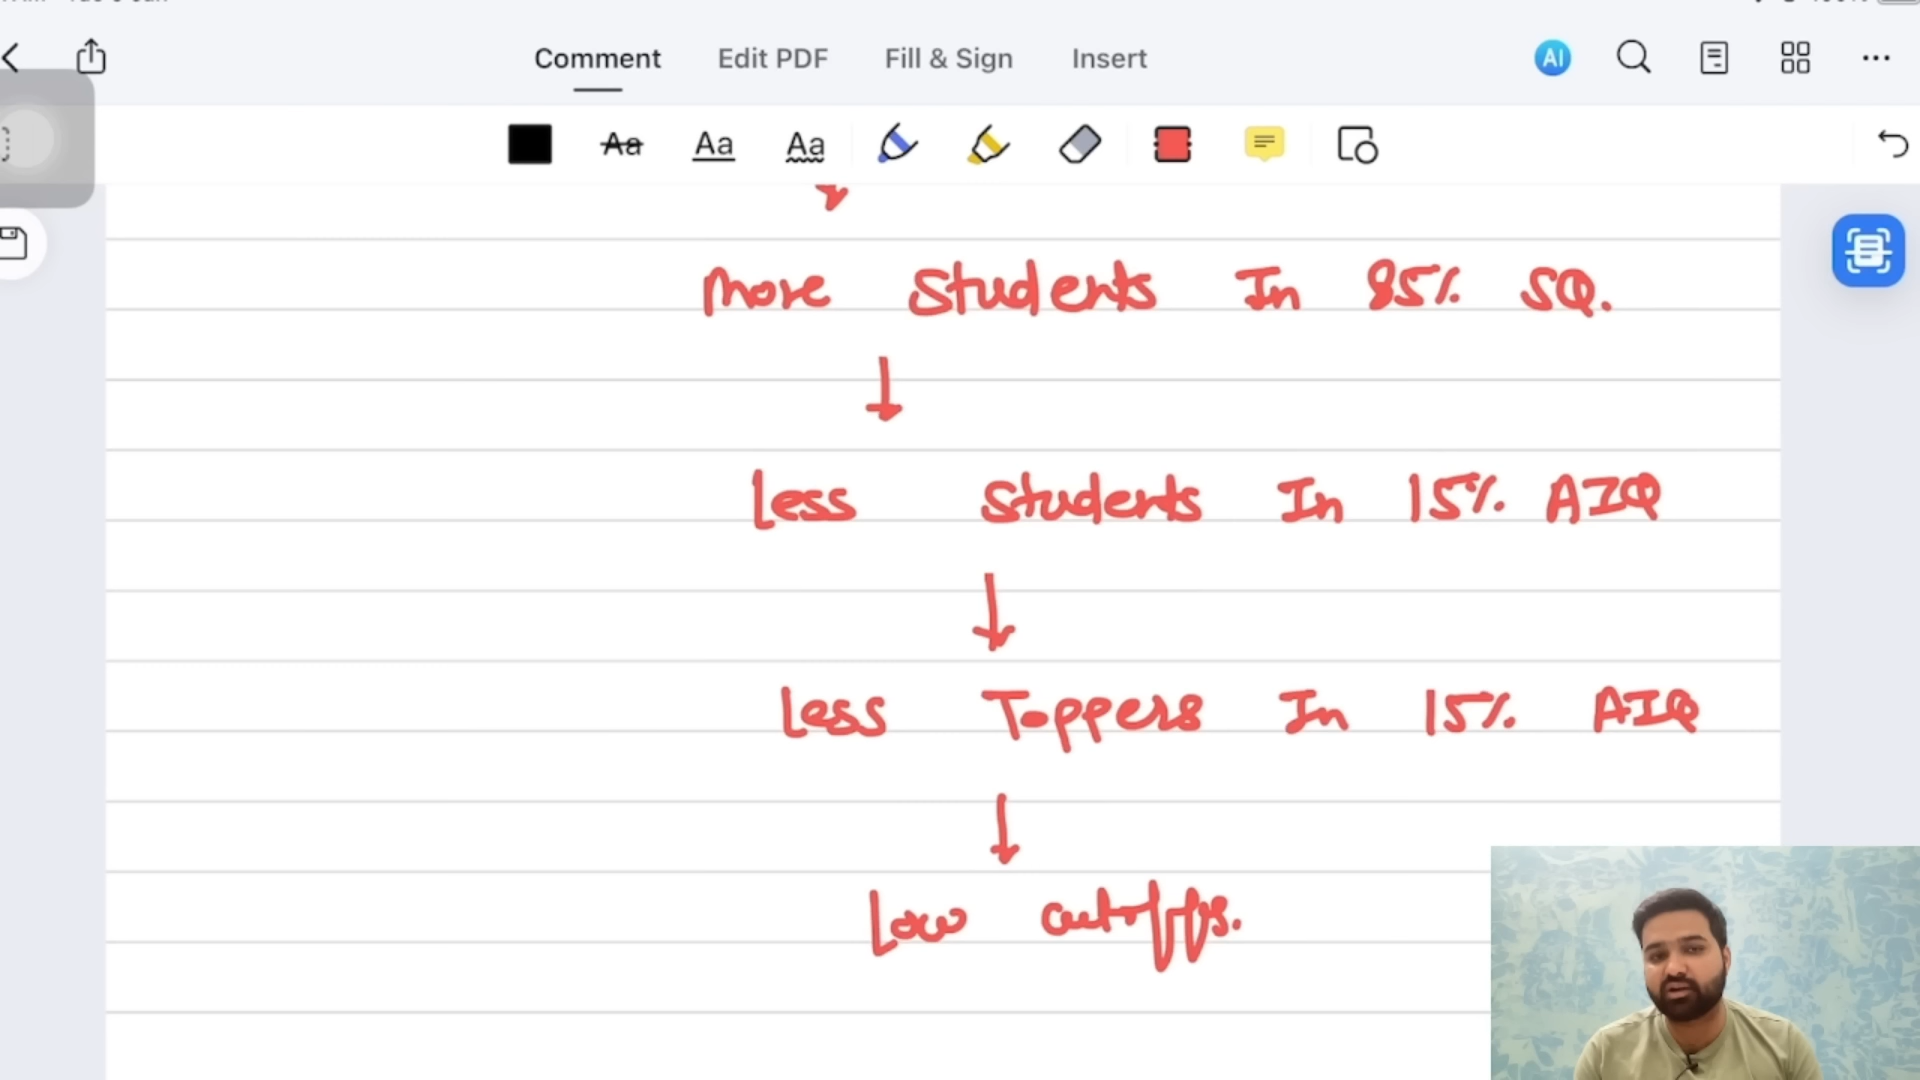 Comment Edit PDF Fill & Sign Insert AI
Aa Aa Aa
More Students In 85% SQ.
Less Students In 15% AIQ
Less Toppers In 15% AIQ
Low cutoffs.